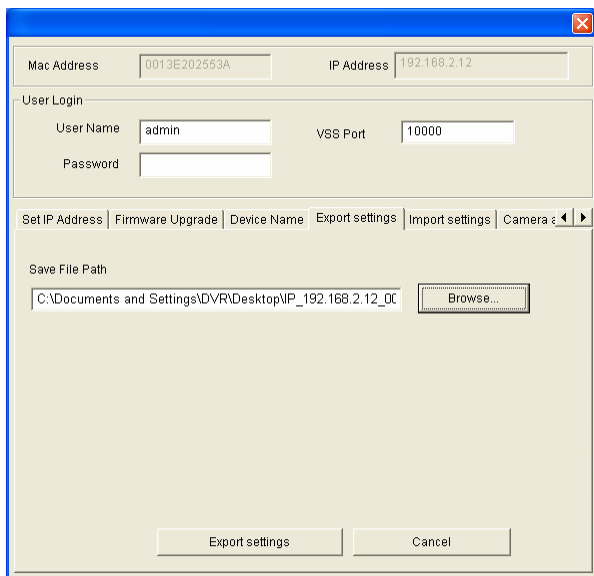 Mac Address 0013E202553A IP Address 192.168.2.12
User Login
User Name admin VSS Port 10000
Password
Set IP Address Firmware Upgrade Device Name Export settings Import settings Camera
Save File Path
C:\Documents and Settings\DVR\Desktop\IP_192.168.2.12_00 Browse...
Export settings Cancel